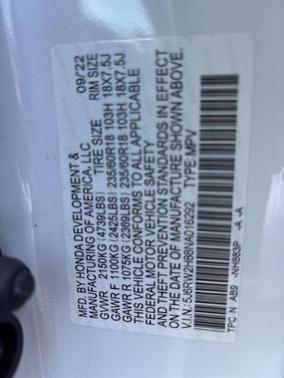 MFD. BY HONDA DEVELOPMENT & 09/22
MANUFACTURING OF AMERICA, LLC
GVWR 2150KG (4739LBS) TIRE SIZE RIM SIZE
GAWR F 1100KG (2426LBS) 235/60R18 103H 18X7.5J
GAWR R 1075KG (2369LBS) 235/60R18 103H 18X7.5J
THIS VEHICLE CONFORMS TO ALL APPLICABLE
FEDERAL MOTOR VEHICLE SAFETY
AND THEFT PREVENTION STANDARDS IN EFFECT
ON THE DATE OF MANUFACTURE SHOWN ABOVE.
V.I.N.: 5J6RW2H88NA016292 TYPE: MPV
TPC N AB9 -NH883P -A -A